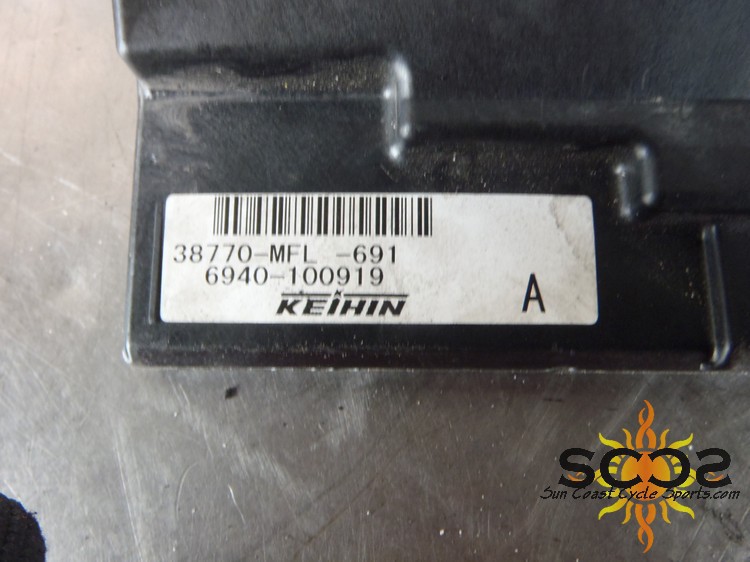 38770-MFL -691
6940-100919
KEIHIN
A
SCCS
Sun Coast Cycle Sports.com